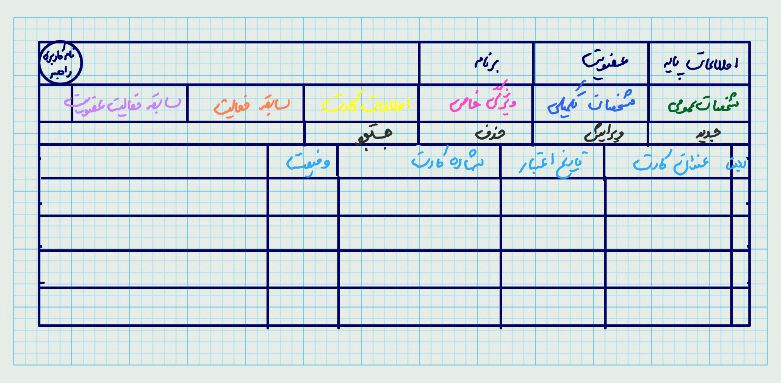 اطلاعات پایه عضویت برنامه نام کاربری
راهبر
مشخصات عمومی مشخصات تکمیلی ویژگی خاص اطلاعات کارت سابقه فعالیت سابقه فعالیت عضویت
جدید ویرایش حذف جستجو
ردیف عنوان کارت تاریخ اعتبار شماره کارت وضعیت